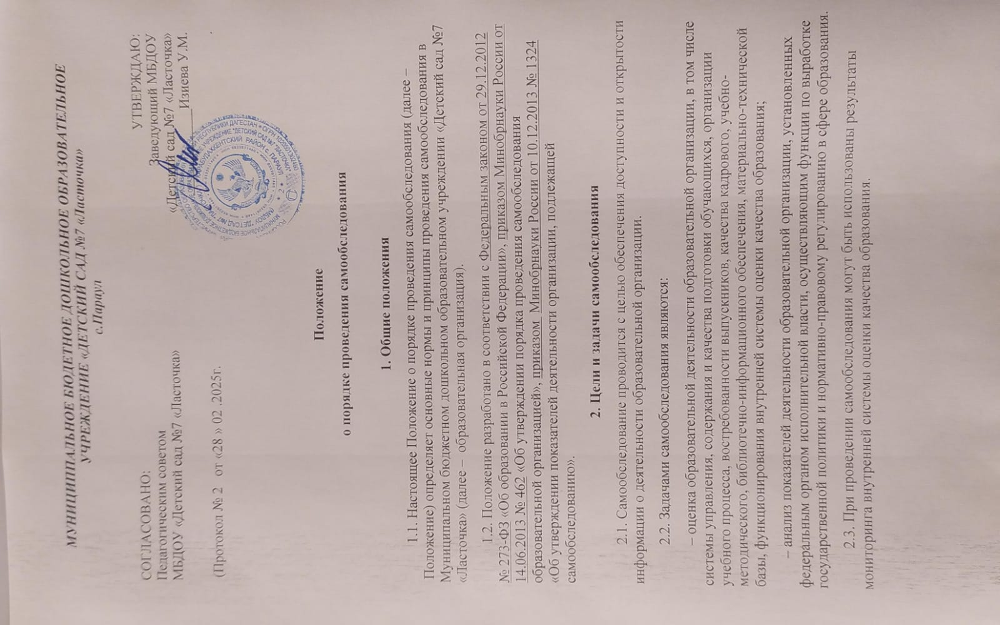 МУНИЦИПАЛЬНОЕ БЮДЕТНОЕ ДОШКОЛЬНОЕ ОБРАЗОВАТЕЛЬНОЕ
УЧРЕЖДЕНИЕ «ДЕТСКИЙ САД №7 «Ласточка»
с.Параул
СОГЛАСОВАНО:
Педагогическим советом
МБДОУ «Детский сад №7 «Ласточка»
(Протокол № 2 от «28 » 02 .2025г.
УТВЕРЖДАЮ:
Заведующий МБДОУ
«Детский сад №7 «Ласточка»
Изиева У.М.
Положение
о порядке проведения самообследования
1. Общие положения
1.1. Настоящее Положение о порядке проведения самообследования (далее –
Положение) определяет основные нормы и принципы проведения самообследования в
Муниципальном бюджетном дошкольном образовательном учреждении «Детский сад №7
«Ласточка» (далее – образовательная организация).
1.2. Положение разработано в соответствии с Федеральным законом от 29.12.2012
№ 273-ФЗ «Об образовании в Российской Федерации», приказом Минобрнауки России от
14.06.2013 № 462 «Об утверждении порядка проведения самообследования
образовательной организацией», приказом Минобрнауки России от 10.12.2013 № 1324
«Об утверждении показателей деятельности организации, подлежащей
самообследованию».
2. Цели и задачи самообследования
2.1. Самообследование проводится с целью обеспечения доступности и открытости
информации о деятельности образовательной организации.
2.2. Задачами самообследования являются:
– оценка образовательной деятельности образовательной организации, в том числе
системы управления, содержания и качества подготовки обучающихся, организации
учебного процесса, востребованности выпускников, качества кадрового, учебно-
методического, библиотечно-информационного обеспечения, материально-технической
базы, функционирования внутренней системы оценки качества образования;
– анализ показателей деятельности образовательной организации, установленных
федеральным органом исполнительной власти, осуществляющим функции по выработке
государственной политики и нормативно-правовому регулированию в сфере образования.
2.3. При проведении самообследования могут быть использованы результаты
мониторинга внутренней системы оценки качества образования.